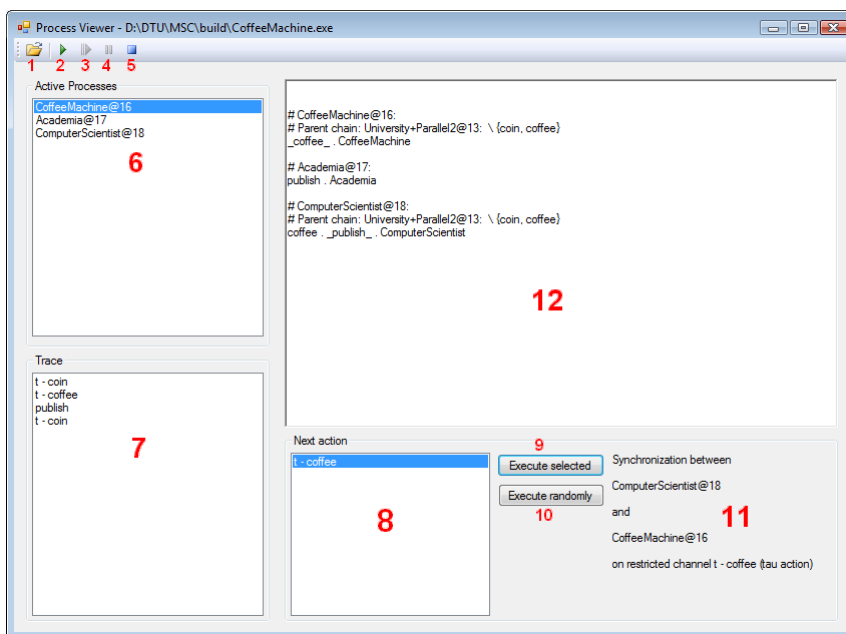 Process Viewer - D:\DTU\MSC\build\CoffeeMachine.exe
1 2 3 4 5
Active Processes
CoffeeMachine@16
Academia@17
ComputerScientist@18
6
# CoffeeMachine@16:
# Parent chain: University+Parallel2@13: \ {coin, coffee}
_coffee_ . CoffeeMachine
# Academia@17:
publish . Academia
# ComputerScientist@18:
# Parent chain: University+Parallel2@13: \ {coin, coffee}
coffee . _publish_ . ComputerScientist
12
Trace
t - coin
t - coffee
publish
t - coin
7
Next action
t - coffee
8
9
Execute selected
Execute randomly
10
Synchronization between
ComputerScientist@18
and
CoffeeMachine@16
on restricted channel t - coffee (tau action)
11